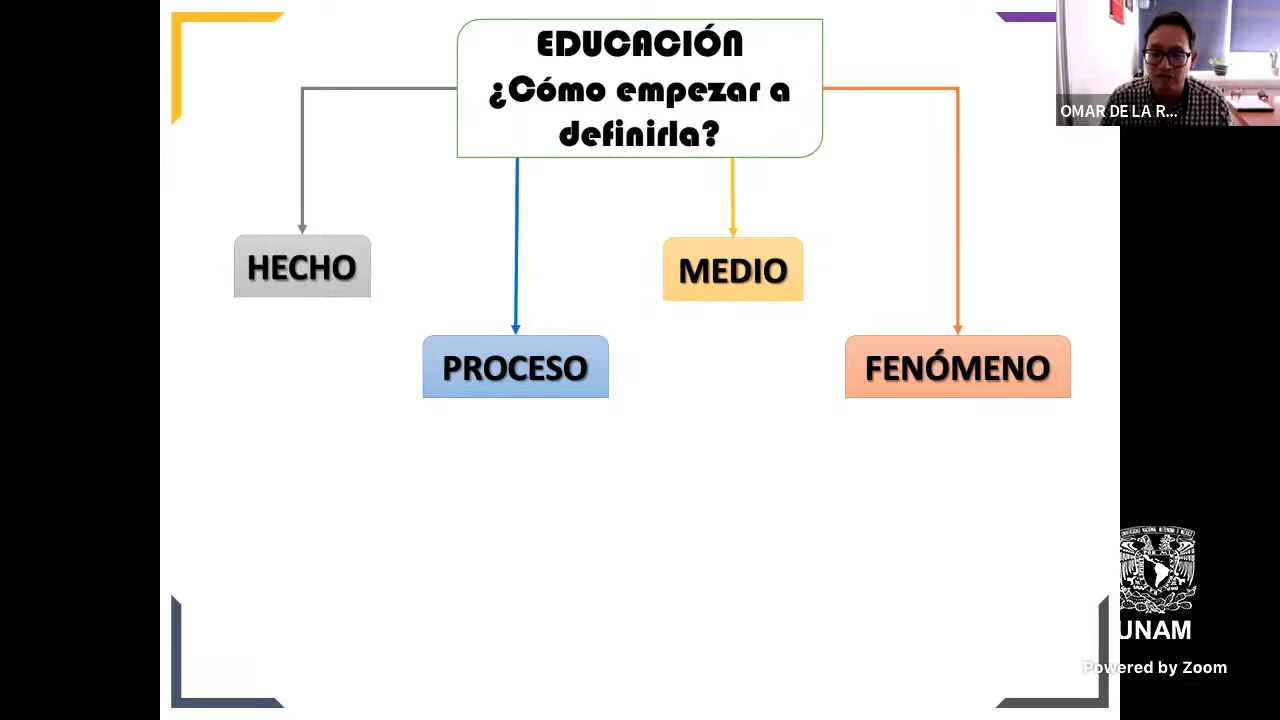 EDUCACIÓN
¿Cómo empezar a
definirla?
OMAR DE LA R...
HECHO
MEDIO
PROCESO
FENÓMENO
UNAM
Powered by Zoom